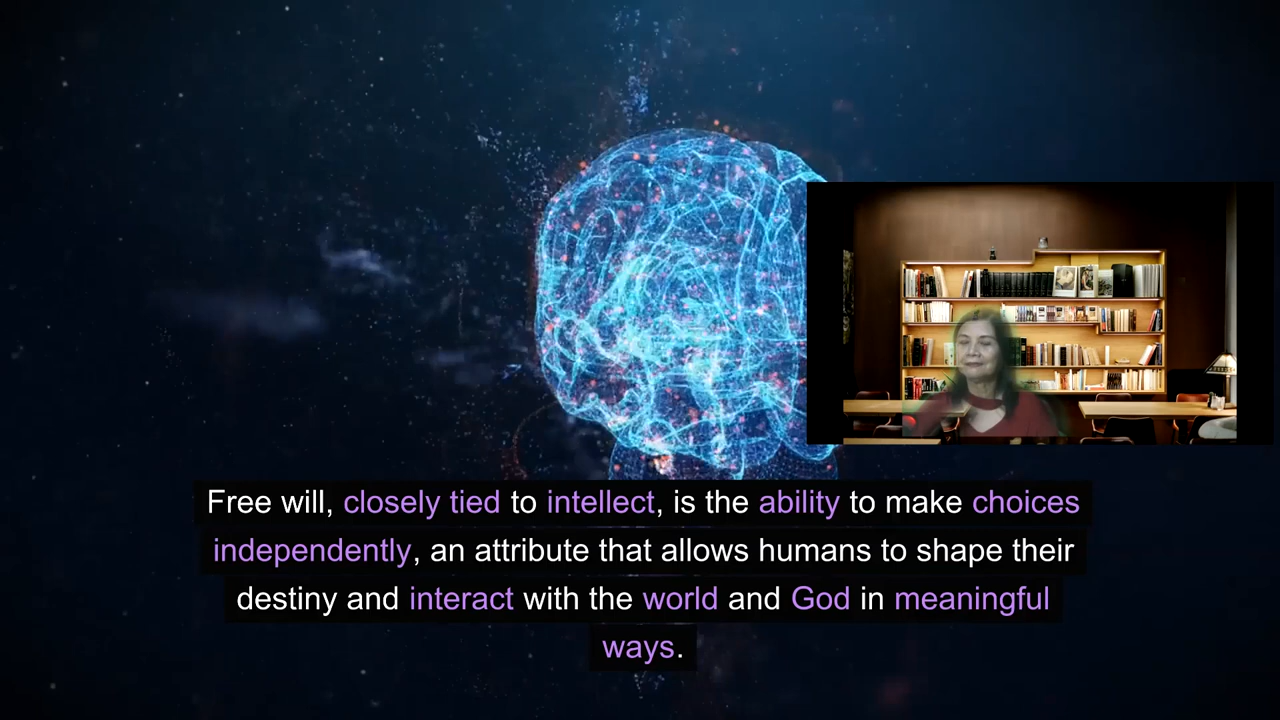 Free will, closely tied to intellect, is the ability to make choices
independently, an attribute that allows humans to shape their
destiny and interact with the world and God in meaningful
ways.